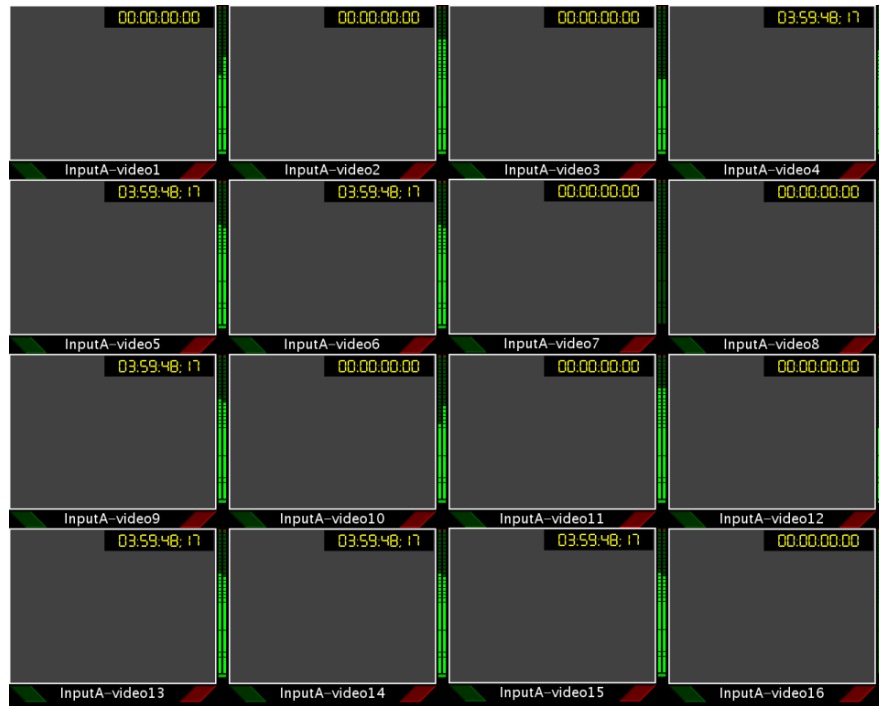 00:00:00:00 00:00:00:00 00:00:00:00 03:59:48; 17
InputA-video1 InputA-video2 InputA-video3 InputA-video4
03:59:48; 17 03:59:48; 17 00:00:00:00 00:00:00:00
InputA-video5 InputA-video6 InputA-video7 InputA-video8
03:59:48; 17 00:00:00:00 00:00:00:00 00:00:00:00
InputA-video9 InputA-video10 InputA-video11 InputA-video12
03:59:48; 17 03:59:48; 17 03:59:48; 17 00:00:00:00
InputA-video13 InputA-video14 InputA-video15 InputA-video16